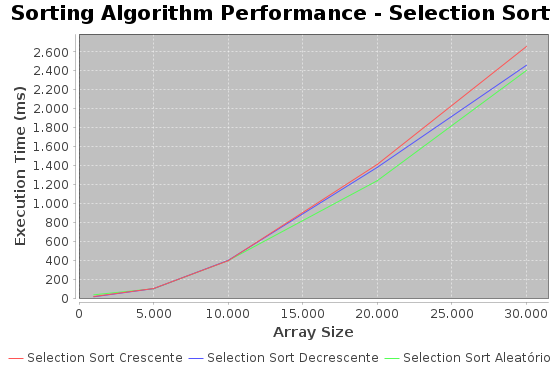 Sorting Algorithm Performance - Selection Sort
Execution Time (ms)
2.600
2.400
2.200
2.000
1.800
1.600
1.400
1.200
1.000
800
600
400
200
0
0 5.000 10.000 15.000 20.000 25.000 30.000
Array Size
Selection Sort Crescente Selection Sort Decrescente Selection Sort Aleatório